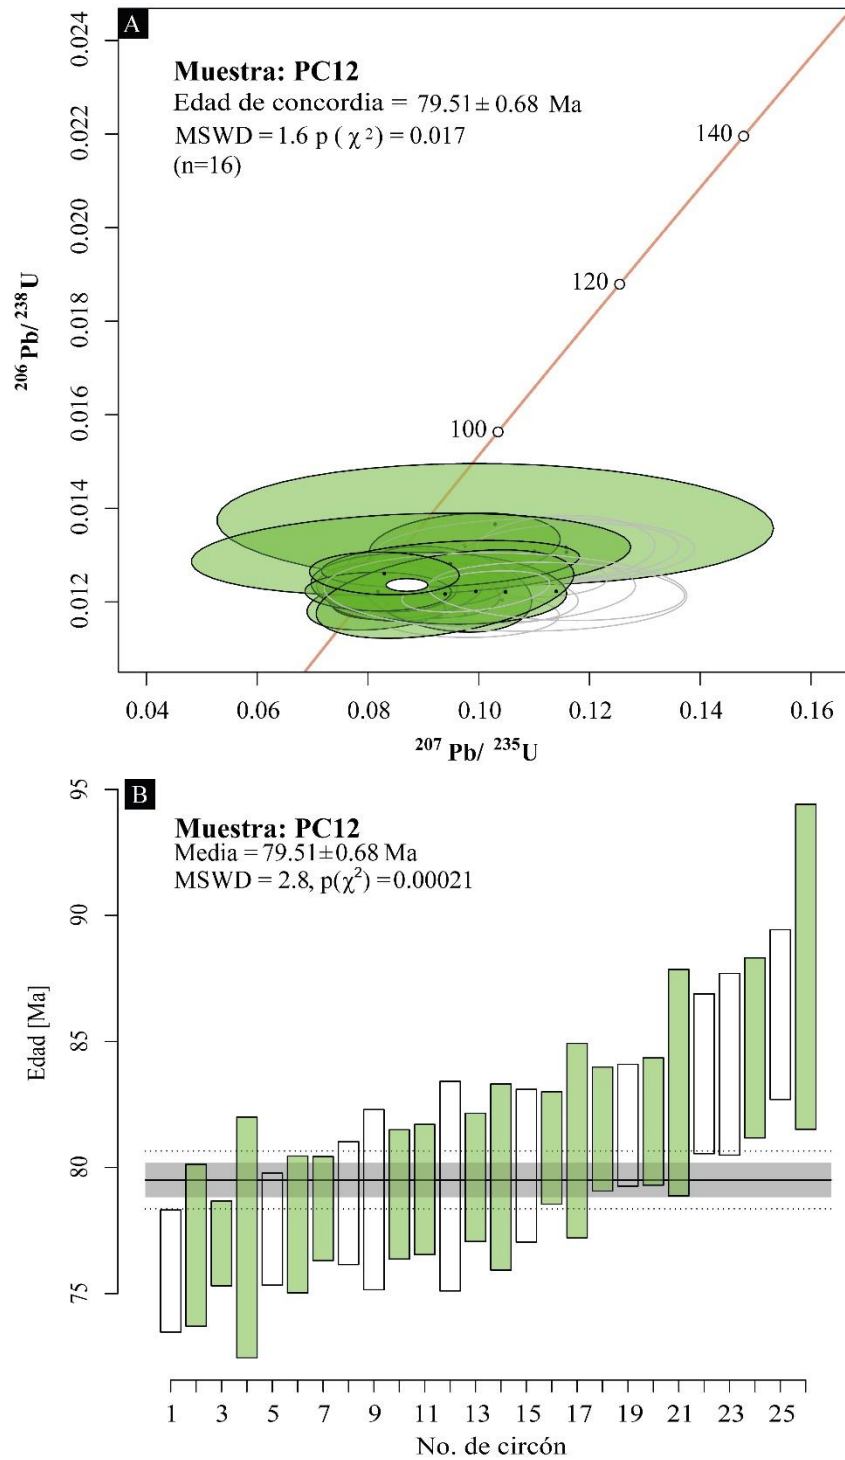 A
Muestra: PC12
Edad de concordia = 79.51 ± 0.68 Ma
MSWD = 1.6 p ( χ²) = 0.017
(n=16)
0.024
0.022
0.020
0.018
0.016
0.014
0.012
²⁰⁶Pb/ ²³⁸U
140
120
100
0.04 0.06 0.08 0.10 0.12 0.14 0.16
²⁰⁷Pb/ ²³⁵U
B
Muestra: PC12
Media = 79.51±0.68 Ma
MSWD = 2.8, p(χ²) =0.00021
95
90
85
80
75
Edad [Ma]
1 3 5 7 9 11 13 15 17 19 21 23 25
No. de circón